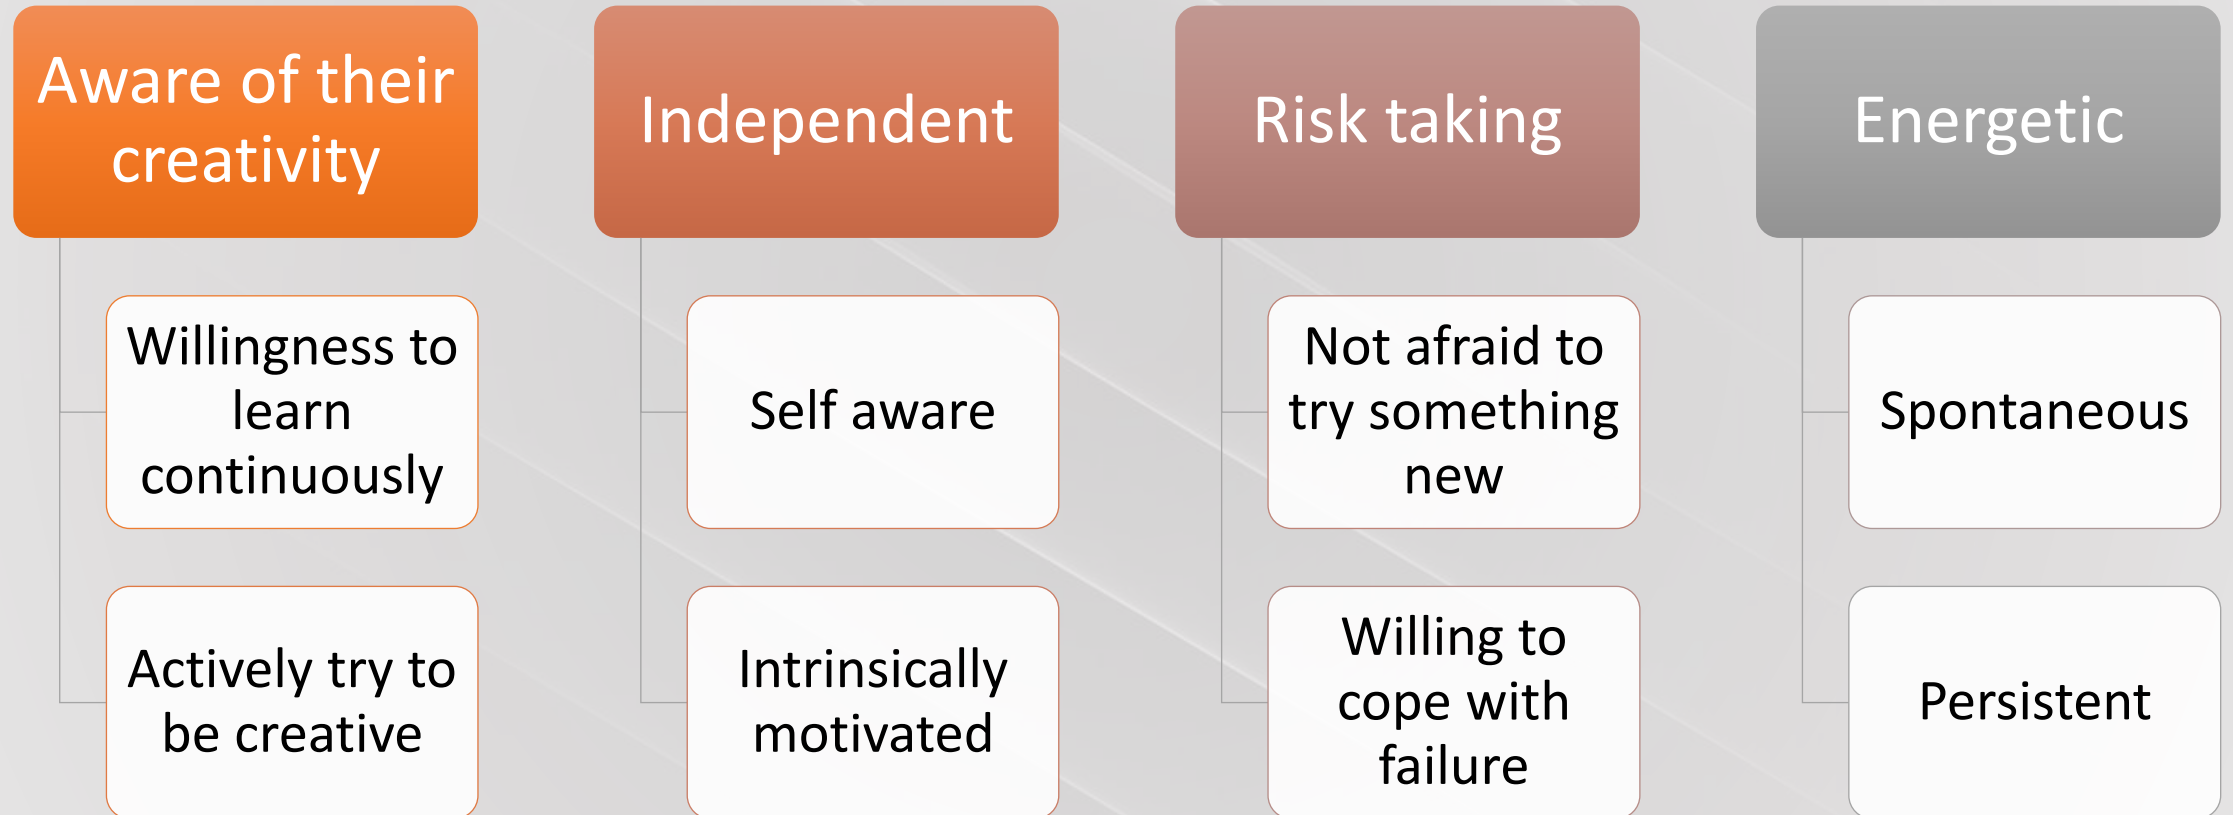 Aware of their
creativity
Willingness to
learn
continuously
Actively try to
be creative
Independent
Self aware
Intrinsically
motivated
Risk taking
Not afraid to
try something
new
Willing to
cope with
failure
Energetic
Spontaneous
Persistent